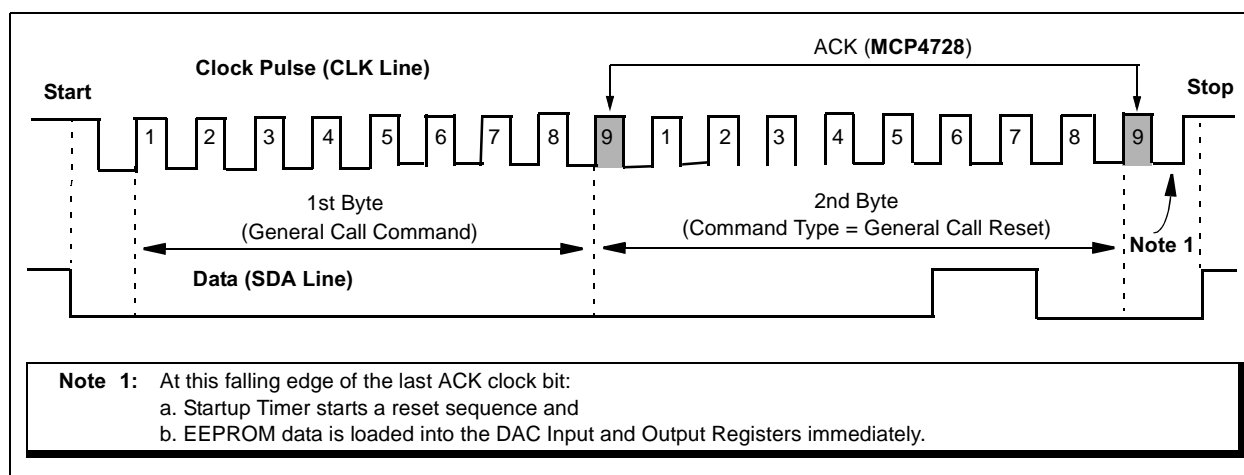 ACK (MCP4728)
Clock Pulse (CLK Line)
Start
Stop
1 2 3 4 5 6 7 8 9 1 2 3 4 5 6 7 8 9
1st Byte
(General Call Command)
2nd Byte
(Command Type = General Call Reset)
Note 1
Data (SDA Line)
Note 1: At this falling edge of the last ACK clock bit:
a. Startup Timer starts a reset sequence and
b. EEPROM data is loaded into the DAC Input and Output Registers immediately.